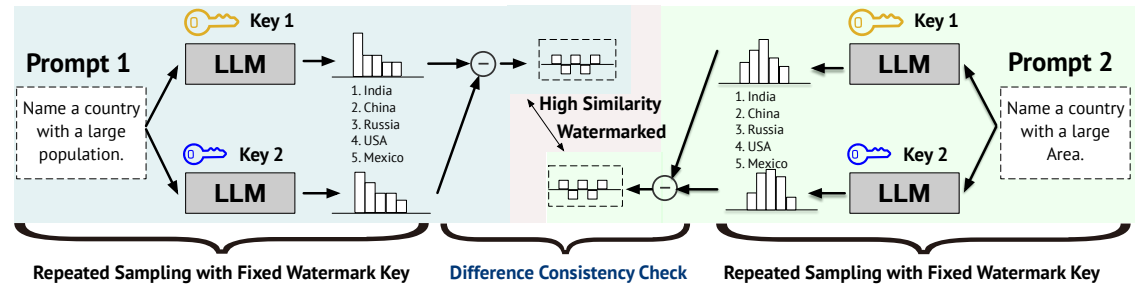 Prompt 1
Name a country
with a large
population.
Key 1
LLM
Key 2
LLM
1. India
2. China
3. Russia
4. USA
5. Mexico
−
High Similarity
Watermarked
−
1. India
2. China
3. Russia
4. USA
5. Mexico
Key 1
LLM
Key 2
LLM
Prompt 2
Name a country
with a large
Area.
Repeated Sampling with Fixed Watermark Key
Difference Consistency Check
Repeated Sampling with Fixed Watermark Key